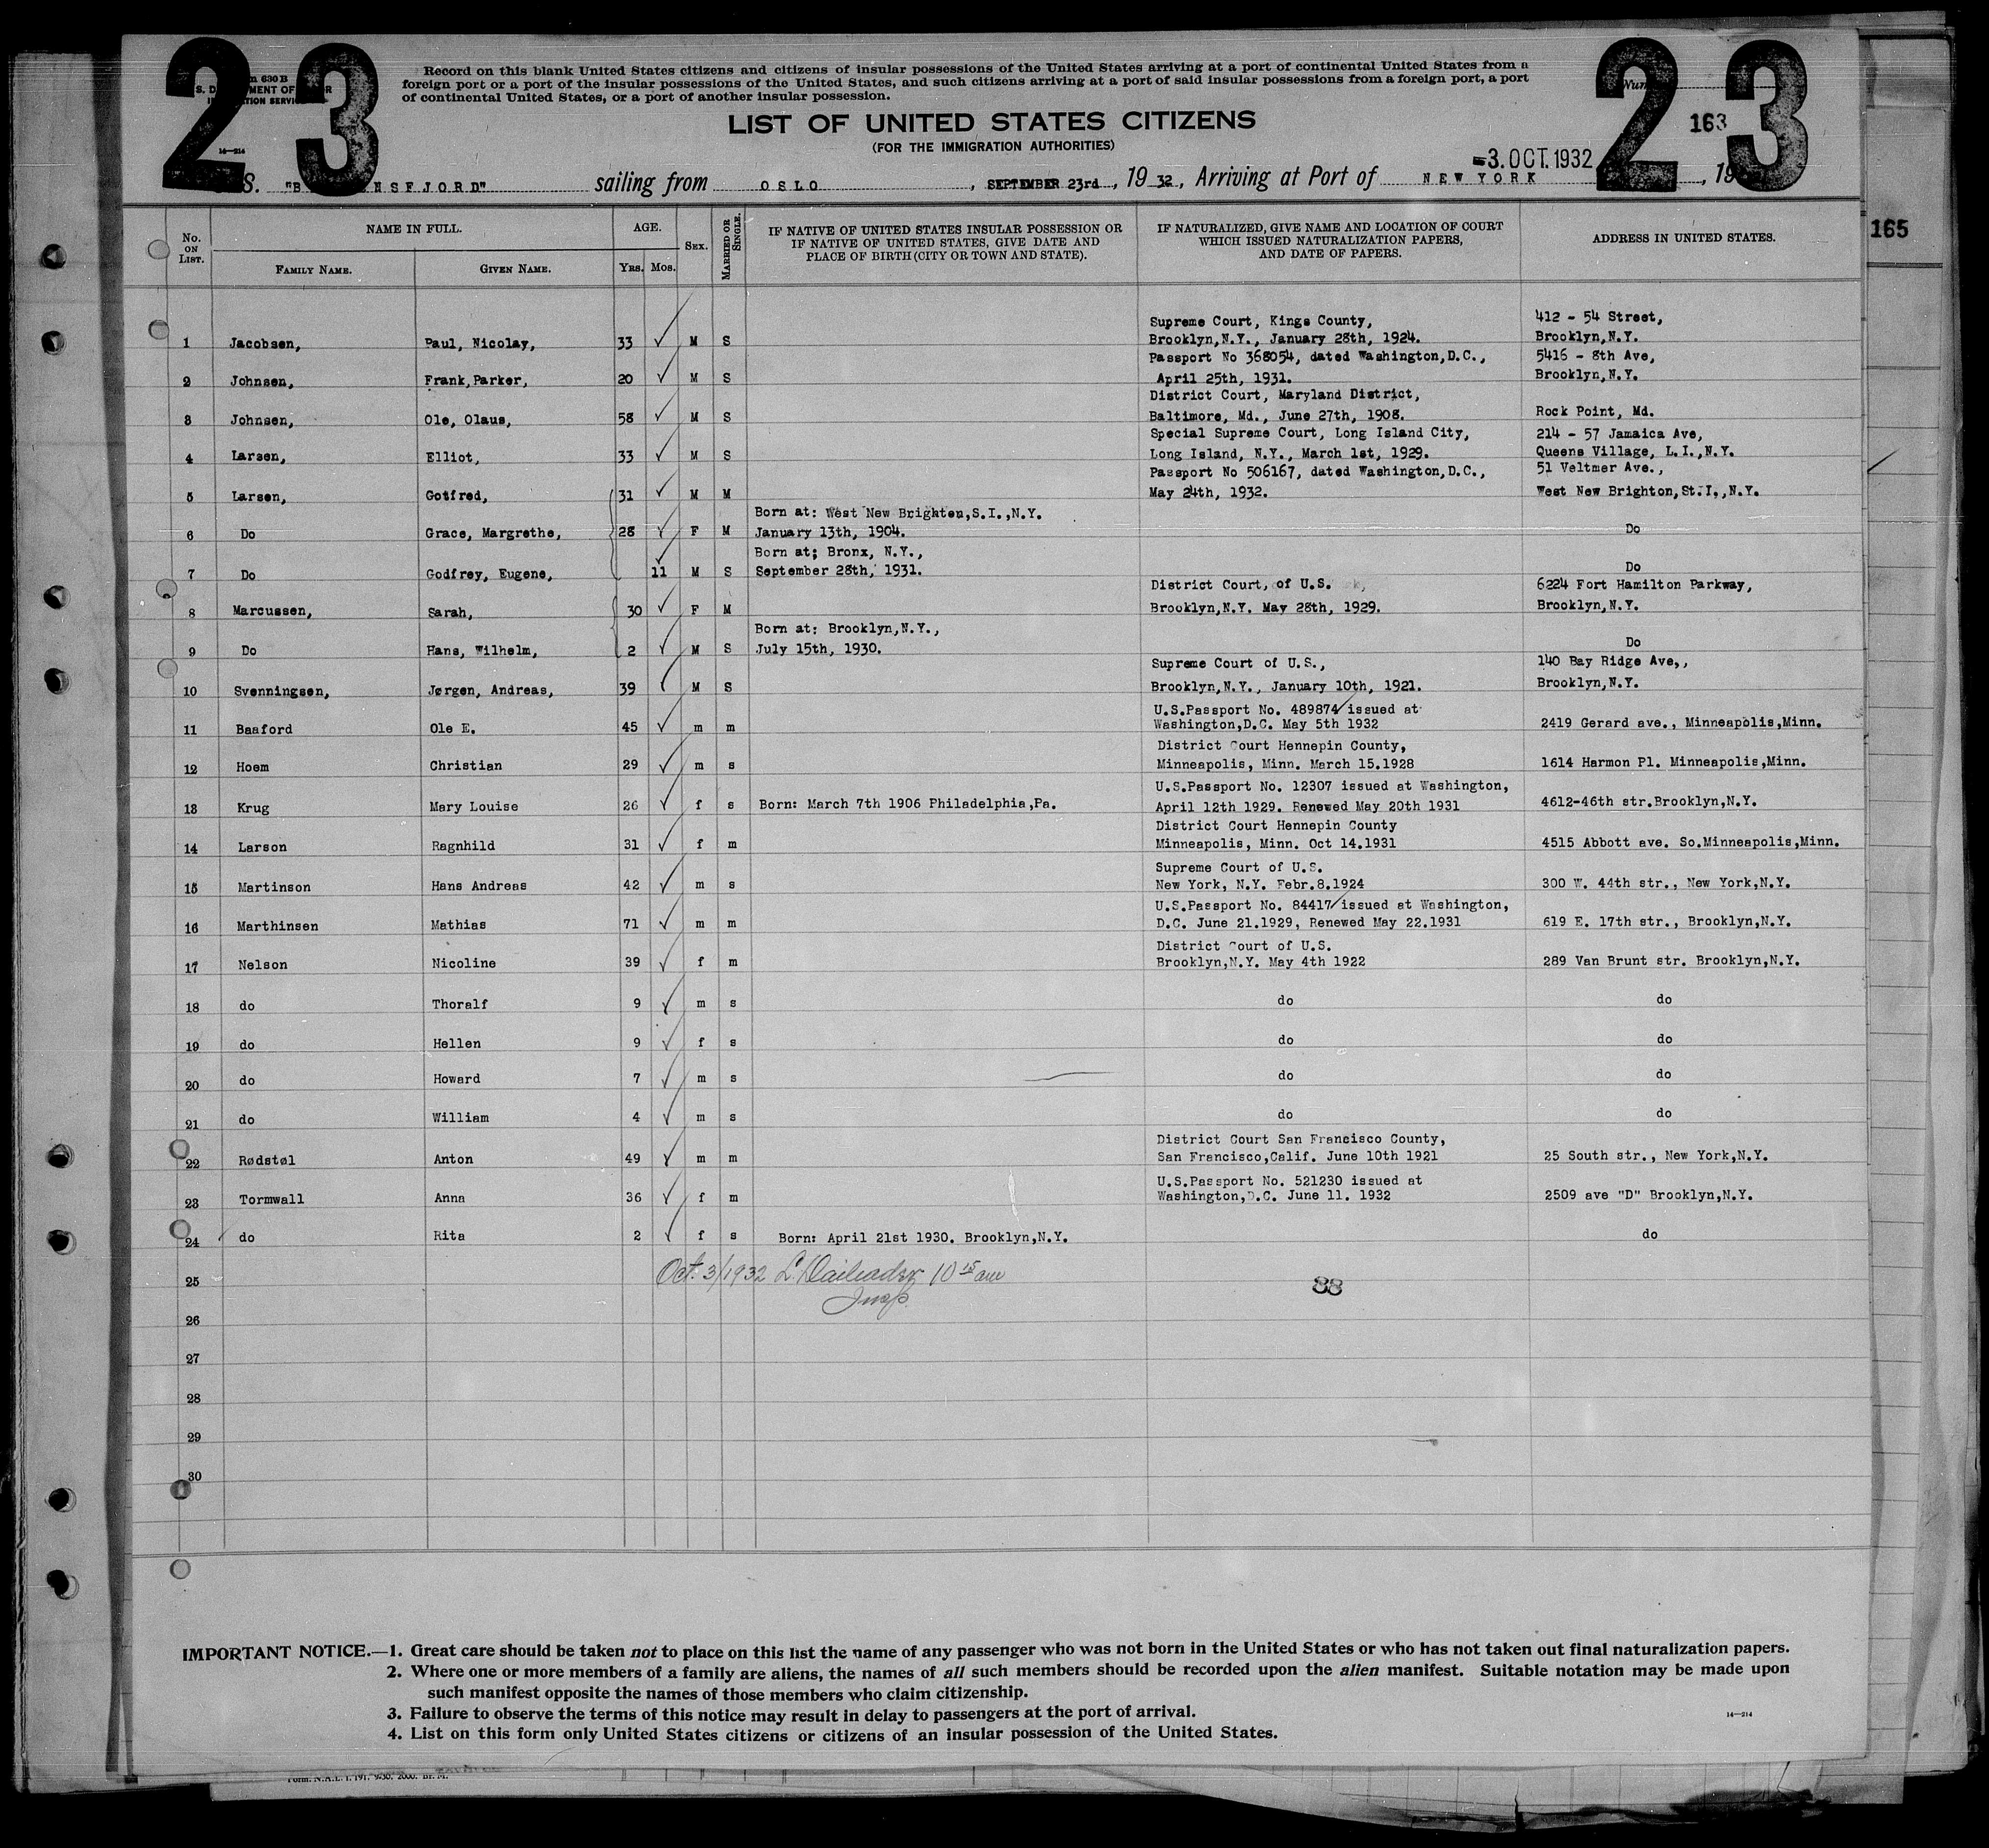 23
23
163
165
Record on this blank United States citizens and citizens of insular possessions of the United States arriving at a port of continental United States from a
foreign port or a port of the insular possessions of the United States, and such citizens arriving at a port of said insular possessions from a foreign port, a port
of continental United States, or a port of another insular possession.
LIST OF UNITED STATES CITIZENS
(FOR THE IMMIGRATION AUTHORITIES)
14—214
-3. OCT. 1932
S. sailing from OSLO, SEPTEMBER 23rd, 19 32, Arriving at Port of NEW YORK, 19
No. ON LIST. NAME IN FULL. FAMILY NAME. GIVEN NAME. AGE. YRS. MOS. SEX. MARRIED OR SINGLE. IF NATIVE OF UNITED STATES INSULAR POSSESSION OR IF NATIVE OF UNITED STATES, GIVE DATE AND PLACE OF BIRTH (CITY OR TOWN AND STATE). IF NATURALIZED, GIVE NAME AND LOCATION OF COURT WHICH ISSUED NATURALIZATION PAPERS, AND DATE OF PAPERS. ADDRESS IN UNITED STATES.
1 Jacobsen, Paul, Nicolay, 33 M S Supreme Court, Kings County, Brooklyn,N.Y., January 28th, 1924. 412 - 54 Street, Brooklyn,N.Y.
2 Johnsen, Frank,Parker, 20 M S Passport No 368054, dated Washington,D.C., April 25th, 1931. 5416 - 8th Ave, Brooklyn,N.Y.
3 Johnsen, Ole, Olaus, 58 M S District Court, Maryland District, Baltimore, Md., June 27th, 1908. Rock Point, Md.
4 Larsen, Elliot, 33 M S Special Supreme Court, Long Island City, Long Island, N.Y., March 1st, 1929. 214 - 57 Jamaica Ave, Queens Village, L.I.,N.Y.
5 Larsen, Gotfred, 31 M M Passport No 506167, dated Washington,D.C., May 24th, 1932. 51 Veltmer Ave., West New Brighton,St.I.,N.Y.
6 Do Grace, Margrethe, 28 F M Born at: West New Brighten,S.I.,N.Y. January 13th, 1904. Do
7 Do Godfrey, Eugene, 11 M S Born at; Bronx, N.Y., September 28th, 1931. Do
8 Marcussen, Sarah, 30 F M District Court, of U.S. Brooklyn,N.Y. May 28th, 1929. 6224 Fort Hamilton Parkway, Brooklyn,N.Y.
9 Do Hans, Wilhelm, 2 M S Born at: Brooklyn,N.Y., July 15th, 1930. Do
10 Svenningsen, Jørgen, Andreas, 39 M S Supreme Court of U.S., Brooklyn,N.Y., January 10th, 1921. 140 Bay Ridge Ave,, Brooklyn,N.Y.
11 Baaford Ole E. 45 m m U.S.Passport No. 489874 issued at Washington,D.C. May 5th 1932 2419 Gerard ave., Minneapolis,Minn.
12 Hoem Christian 29 m s District Court Hennepin County, Minneapolis, Minn. March 15.1928 1614 Harmon Pl. Minneapolis,Minn.
13 Krug Mary Louise 26 f s Born: March 7th 1906 Philadelphia,Pa. U.S.Passport No. 12307 issued at Washington, April 12th 1929. Renewed May 20th 1931 4612-46th str.Brooklyn,N.Y.
14 Larson Ragnhild 31 f m District Court Hennepin County Minneapolis, Minn. Oct 14.1931 4515 Abbott ave. So.Minneapolis,Minn.
15 Martinson Hans Andreas 42 m s Supreme Court of U.S. New York, N.Y. Febr.8.1924 300 W. 44th str., New York,N.Y.
16 Marthinsen Mathias 71 m m U.S.Passport No. 84417 issued at Washington, D.C. June 21.1929, Renewed May 22.1931 619 E. 17th str., Brooklyn,N.Y.
17 Nelson Nicoline 39 f m District Court of U.S. Brooklyn,N.Y. May 4th 1922 289 Van Brunt str. Brooklyn,N.Y.
18 do Thoralf 9 m s do do
19 do Hellen 9 f s do do
20 do Howard 7 m s do do
21 do William 4 m s do do
22 Rødstøl Anton 49 m m District Court San Francisco County, San Francisco,Calif. June 10th 1921 25 South str., New York,N.Y.
23 Tormwall Anna 36 f m U.S.Passport No. 521230 issued at Washington,D.C. June 11. 1932 2509 ave "D" Brooklyn,N.Y.
24 do Rita 2 f s Born: April 21st 1930. Brooklyn,N.Y. do
25 Oct. 3/1932 10 15 am 88
Insp.
26
27
28
29
30
IMPORTANT NOTICE.—1. Great care should be taken not to place on this list the name of any passenger who was not born in the United States or who has not taken out final naturalization papers.
2. Where one or more members of a family are aliens, the names of all such members should be recorded upon the alien manifest. Suitable notation may be made upon
such manifest opposite the names of those members who claim citizenship.
3. Failure to observe the terms of this notice may result in delay to passengers at the port of arrival.
4. List on this form only United States citizens or citizens of an insular possession of the United States.
14—214